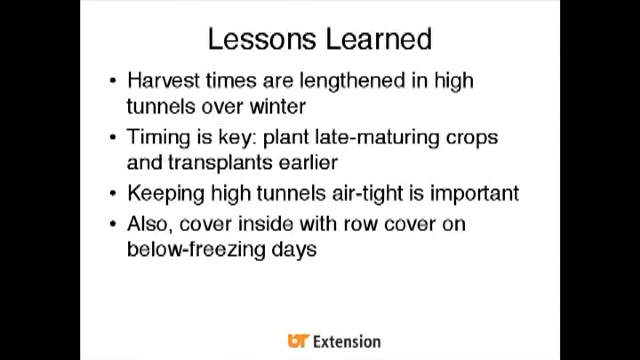 Lessons Learned
• Harvest times are lengthened in high
tunnels over winter
• Timing is key: plant late-maturing crops
and transplants earlier
• Keeping high tunnels air-tight is important
• Also, cover inside with row cover on
below-freezing days
UT Extension